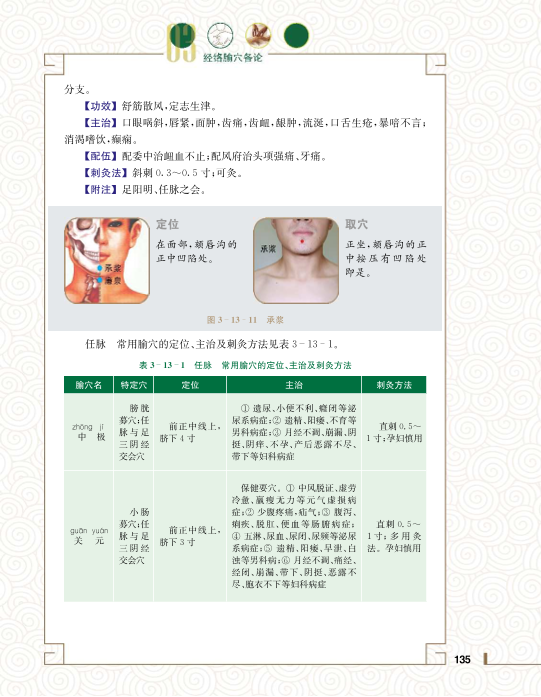 03
经络腧穴各论
分支。
【功效】舒筋散风,定志生津。
【主治】口眼㖞斜,唇紧,面肿,齿痛,齿衄,龈肿,流涎,口舌生疮,暴喑不言;
消渴嗜饮,癫痫。
【配伍】配委中治衄血不止;配风府治头项强痛、牙痛。
【刺灸法】斜刺0.3～0.5寸;可灸。
【附注】足阳明、任脉之会。
承浆
廉泉
定位
在面部,颏唇沟的
正中凹陷处。
承浆
取穴
正坐,颏唇沟的正
中按压有凹陷处
即是。
图3-13-11 承浆
任脉 常用腧穴的定位、主治及刺灸方法见表3-13-1。
表3-13-1 任脉 常用腧穴的定位、主治及刺灸方法
腧穴名 特定穴 定位 主治 刺灸方法
zhōng jí
中极
膀胱
募穴;任
脉与足
三阴经
交会穴
前正中线上,
脐下4寸
① 遗尿、小便不利、癃闭等泌
尿系病症;② 遗精、阳痿、不育等
男科病症;③ 月经不调、崩漏、阴
挺、阴痒、不孕、产后恶露不尽、
带下等妇科病症
直刺0.5～
1寸;孕妇慎用
guān yuán
关元
小肠
募穴;任
脉与足
三阴经
交会穴
前正中线上,
脐下3寸
保健要穴。① 中风脱证、虚劳
冷惫、羸瘦无力等元气虚损病
症;② 少腹疼痛,疝气;③ 腹泻、
痢疾、脱肛、便血等肠腑病症;
④ 五淋、尿血、尿闭、尿频等泌尿
系病症;⑤ 遗精、阳痿、早泄、白
浊等男科病;⑥ 月经不调、痛经、
经闭、崩漏、带下、阴挺、恶露不
尽、胞衣不下等妇科病症
直刺0.5～
1寸;多用灸
法。孕妇慎用
135